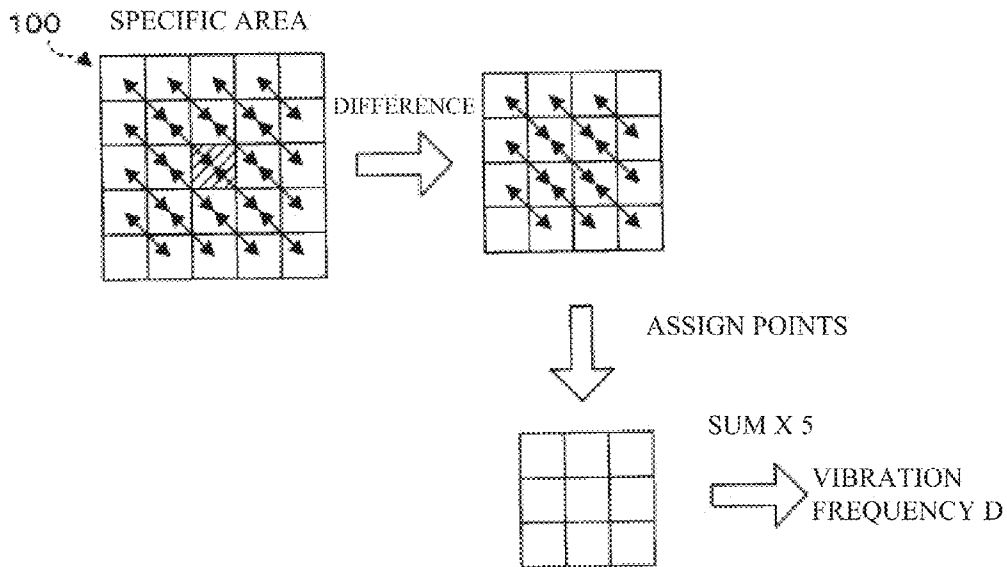 100
SPECIFIC AREA
DIFFERENCE
ASSIGN POINTS
SUM X 5
VIBRATION
FREQUENCY D